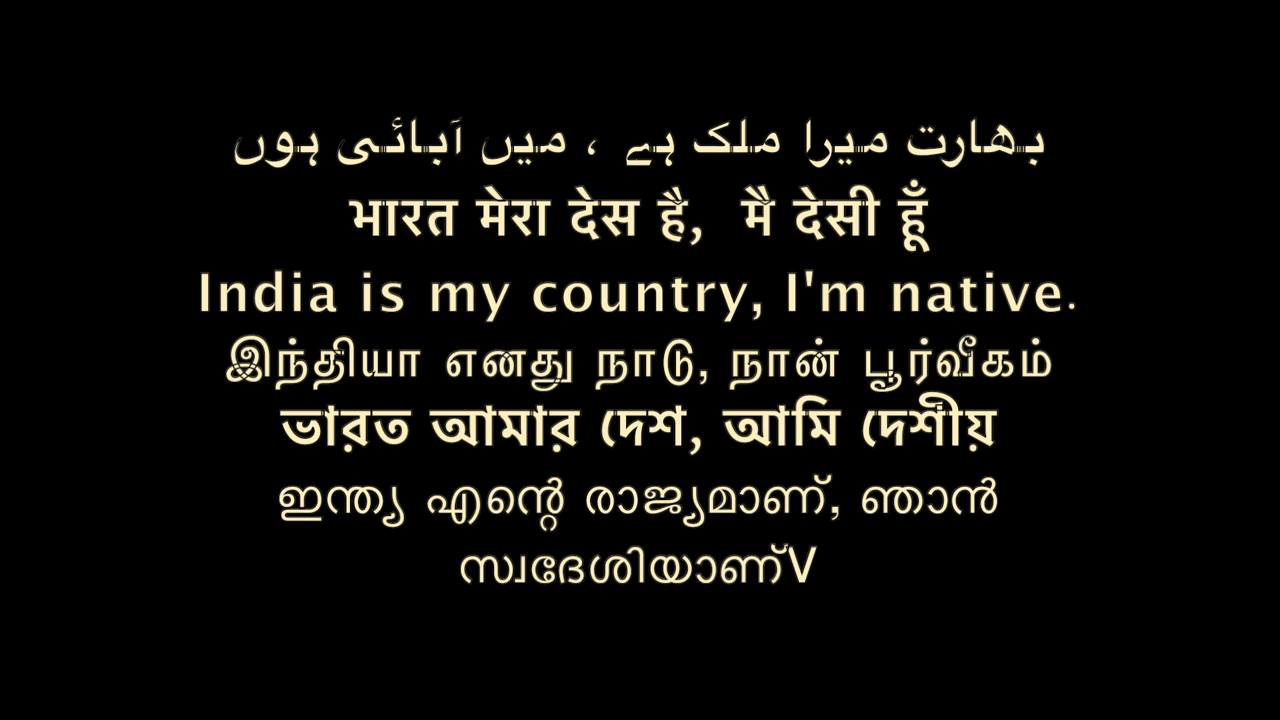 بھارت میرا ملک ہے ، میں آبائی ہوں
भारत मेरा देस है, मै देसी हूँ
India is my country, I'm native.
இந்தியா எனது நாடு, நான் பூர்வீகம்
ভারত আমার দেশ, আমি দেশীয়
ഇന്ത്യ എന്റെ രാജ്യമാണ്, ഞാൻ
സ്വദേശിയാണ്V